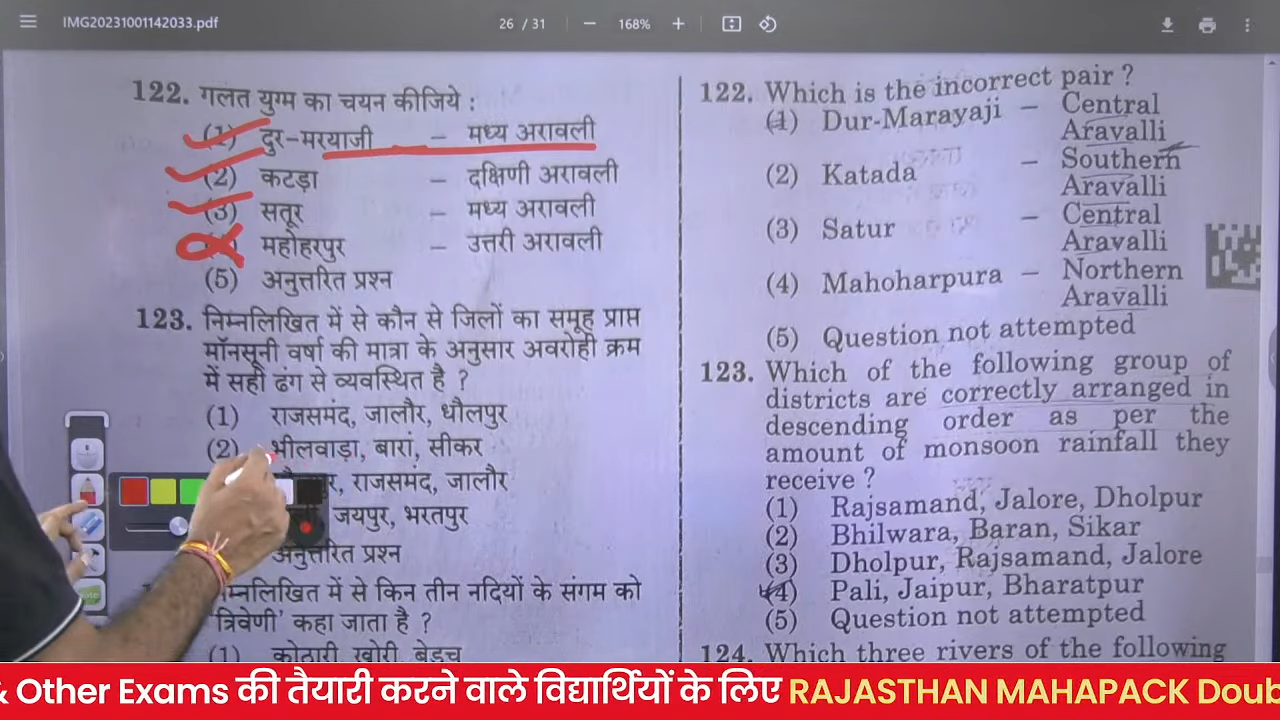 IMG20231001142033.pdf
26 / 31
168%
122. गलत युग्म का चयन कीजिये :
(1) दुर-मरयाजी – मध्य अरावली
(2) कटड़ा – दक्षिणी अरावली
(3) सतूर – मध्य अरावली
महोहरपुर – उत्तरी अरावली
(5) अनुत्तरित प्रश्न
123. निम्नलिखित में से कौन से जिलों का समूह प्राप्त
मॉनसूनी वर्षा की मात्रा के अनुसार अवरोही क्रम
में सही ढंग से व्यवस्थित है ?
(1) राजसमंद, जालौर, धौलपुर
(2) भीलवाड़ा, बारां, सीकर
राजसमंद, जालौर
जयपुर, भरतपुर
अनुत्तरित प्रश्न
में से किन तीन नदियों के संगम को
'त्रिवेणी' कहा जाता है ?
(1) कोठारी, खोरी, बेड़च
122. Which is the incorrect pair ?
(1) Dur-Marayaji – Central
Aravalli
(2) Katada – Southern
Aravalli
(3) Satur – Central
Aravalli
(4) Mahoharpura – Northern
Aravalli
(5) Question not attempted
123. Which of the following group of
districts are correctly arranged in
descending order as per the
amount of monsoon rainfall they
receive ?
(1) Rajsamand, Jalore, Dholpur
(2) Bhilwara, Baran, Sikar
(3) Dholpur, Rajsamand, Jalore
(4) Pali, Jaipur, Bharatpur
(5) Question not attempted
124. Which three rivers of the following
& Other Exams की तैयारी करने वाले विद्यार्थियों के लिए RAJASTHAN MAHAPACK Doub